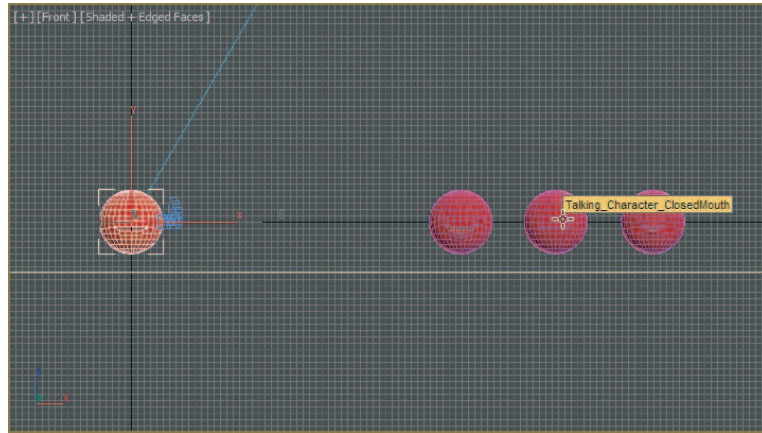 [+][Front][Shaded + Edged Faces]
y
x
Talking_Character_ClosedMouth
x